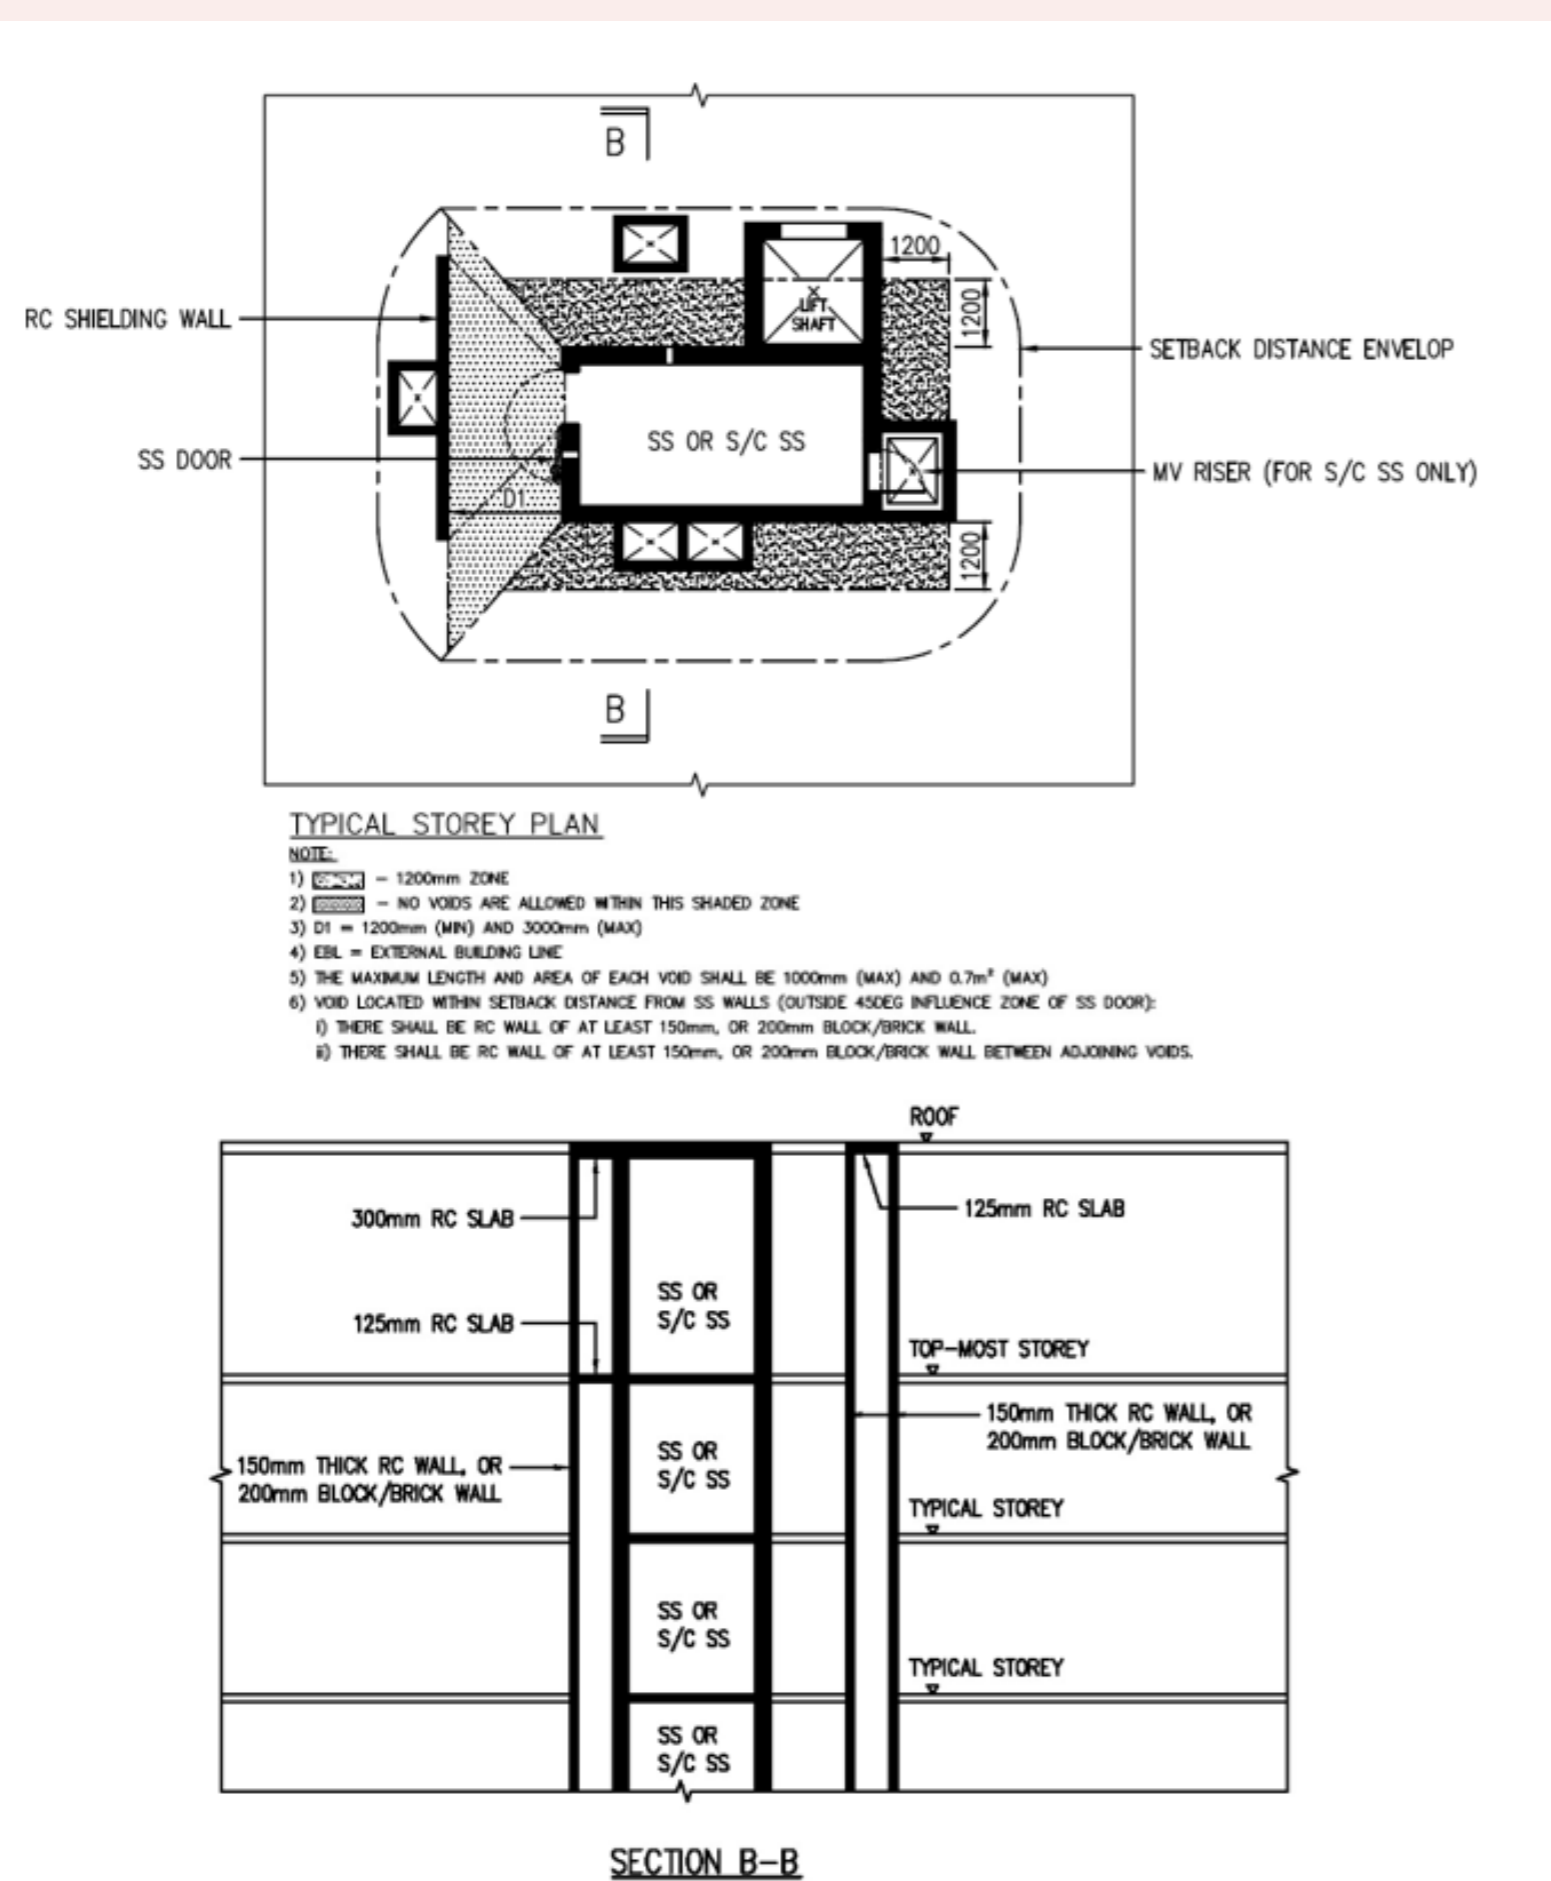 B
1200
RC SHIELDING WALL
1200
LIFT
SHAFT
SETBACK DISTANCE ENVELOP
SS OR S/C SS
SS DOOR
MV RISER (FOR S/C SS ONLY)
D1
1200
B
TYPICAL STOREY PLAN
NOTE:
1) – 1200mm ZONE
2) – NO VOIDS ARE ALLOWED WITHIN THIS SHADED ZONE
3) D1 = 1200mm (MIN) AND 3000mm (MAX)
4) EBL = EXTERNAL BUILDING LINE
5) THE MAXIMUM LENGTH AND AREA OF EACH VOID SHALL BE 1000mm (MAX) AND 0.7m² (MAX)
6) VOID LOCATED WITHIN SETBACK DISTANCE FROM SS WALLS (OUTSIDE 45DEG INFLUENCE ZONE OF SS DOOR):
i) THERE SHALL BE RC WALL OF AT LEAST 150mm, OR 200mm BLOCK/BRICK WALL.
ii) THERE SHALL BE RC WALL OF AT LEAST 150mm, OR 200mm BLOCK/BRICK WALL BETWEEN ADJOINING VOIDS.
ROOF
300mm RC SLAB
125mm RC SLAB
SS OR
S/C SS
125mm RC SLAB
TOP-MOST STOREY
150mm THICK RC WALL, OR
200mm BLOCK/BRICK WALL
SS OR
S/C SS
150mm THICK RC WALL, OR
200mm BLOCK/BRICK WALL
TYPICAL STOREY
SS OR
S/C SS
TYPICAL STOREY
SS OR
S/C SS
SECTION B-B